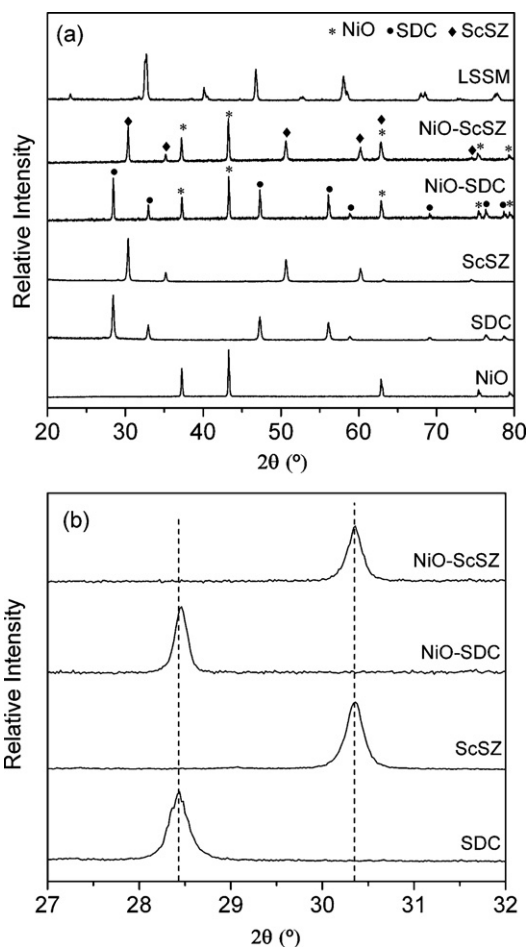 (a)
* NiO ● SDC ◆ ScSZ
LSSM
NiO-ScSZ
NiO-SDC
ScSZ
SDC
NiO
Relative Intensity
20 30 40 50 60 70 80
2θ (º)
(b)
NiO-ScSZ
NiO-SDC
ScSZ
SDC
Relative Intensity
27 28 29 30 31 32
2θ (º)